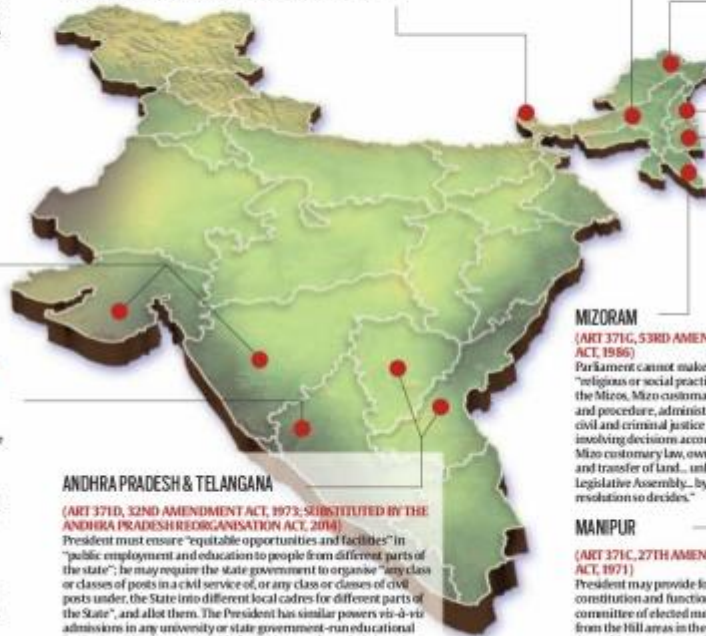 ANDHRA PRADESH & TELANGANA
(ART 371D, 32ND AMENDMENT ACT, 1973; SUBSTITUTED BY THE
ANDHRA PRADESH REORGANISATION ACT, 2014)
President must ensure "equitable opportunities and facilities" in
"public employment and education to people from different parts of
the state"; he may require the state government to organise "any class
or classes of posts in a civil service of, or any class or classes of civil
posts under, the State into different local cadres for different parts of
the State", and allot them. The President has similar powers vis-à-vis
admissions in any university or state government-run educational
MIZORAM
(ART 371G, 53RD AMEN
ACT, 1986)
Parliament cannot make
"religious or social practi
the Mizos, Mizo customa
and procedure, administ
civil and criminal justice
involving decisions accor
Mizo customary law, own
and transfer of land... unl
Legislative Assembly... by
resolution so decides."
MANIPUR
(ART 371C, 27TH AMEN
ACT, 1971)
President may provide fo
constitution and function
committee of elected me
from the Hill areas in the